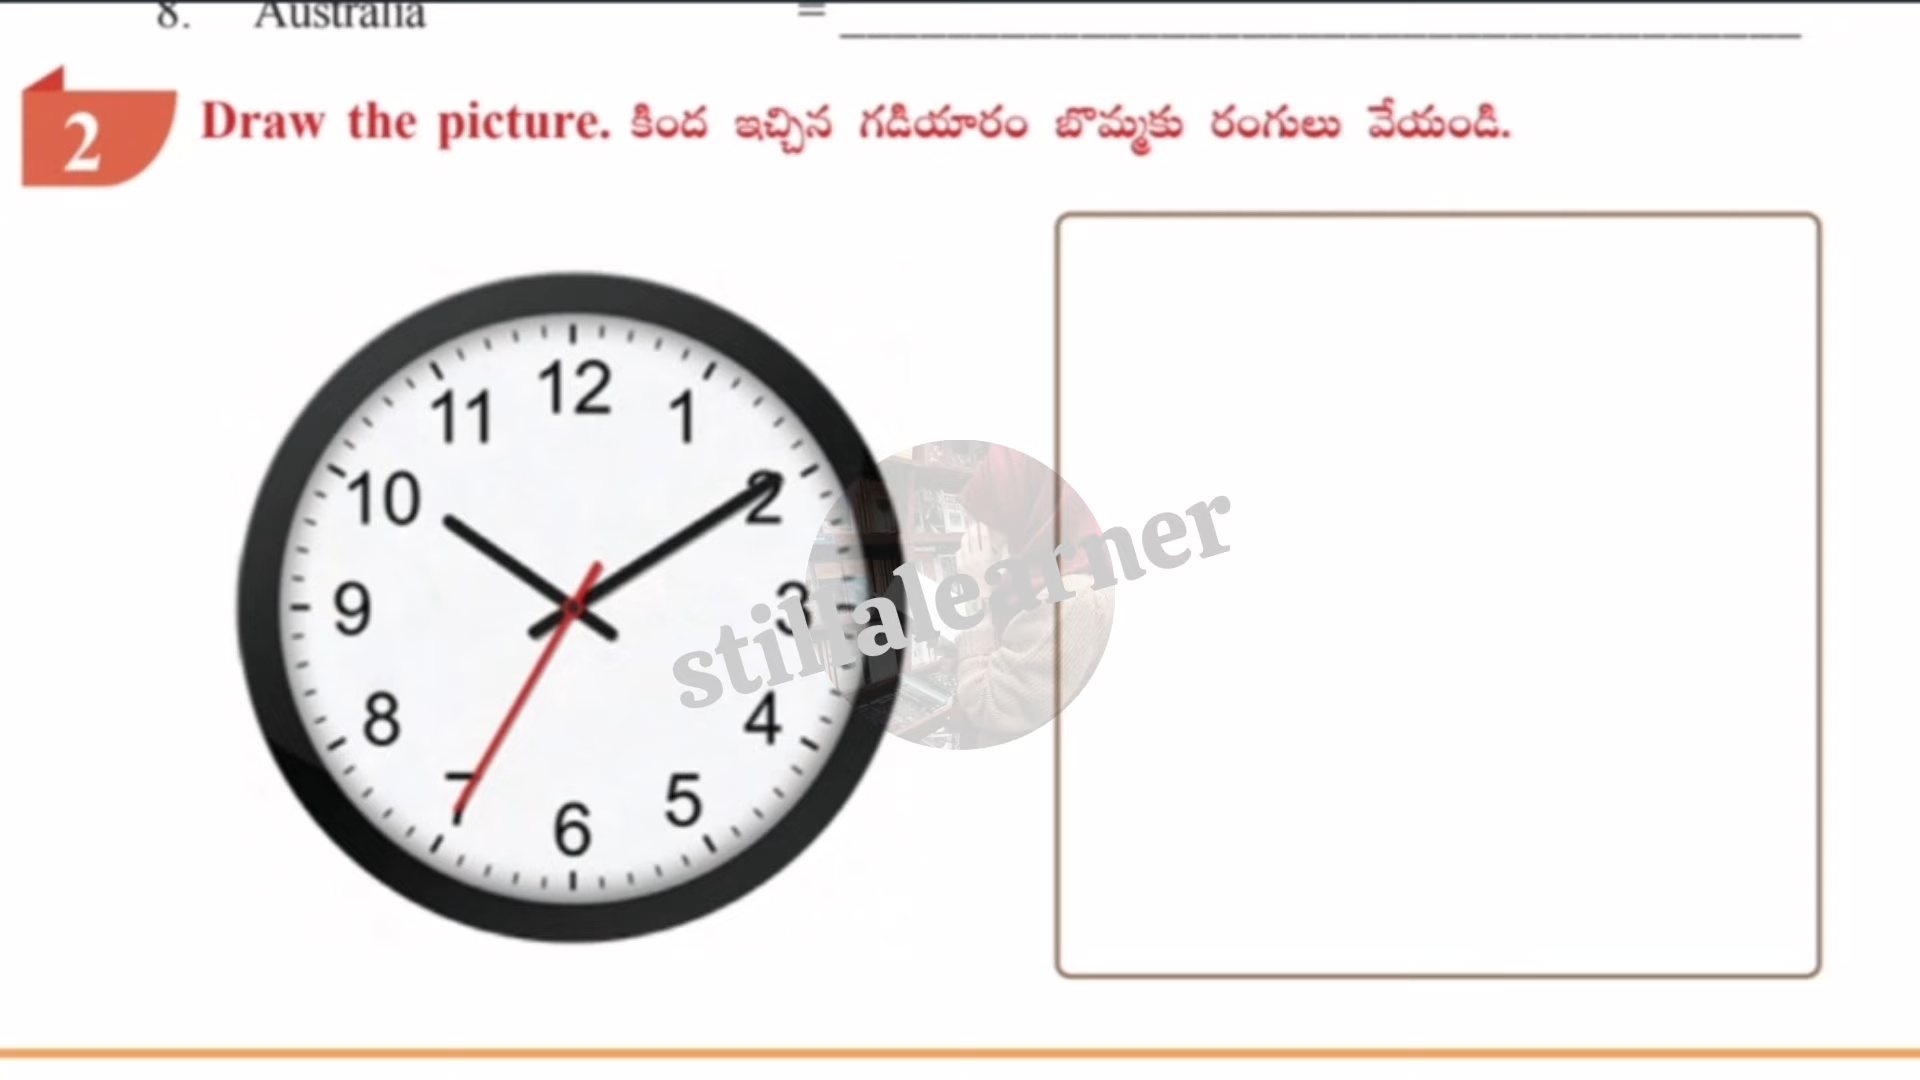 8. Australia = ____________________
2 Draw the picture. కింద ఇచ్చిన గడియారం బొమ్మకు రంగులు వేయండి.
12
11 1
10 2
9 3
8 4
7 5
6
stillalearner